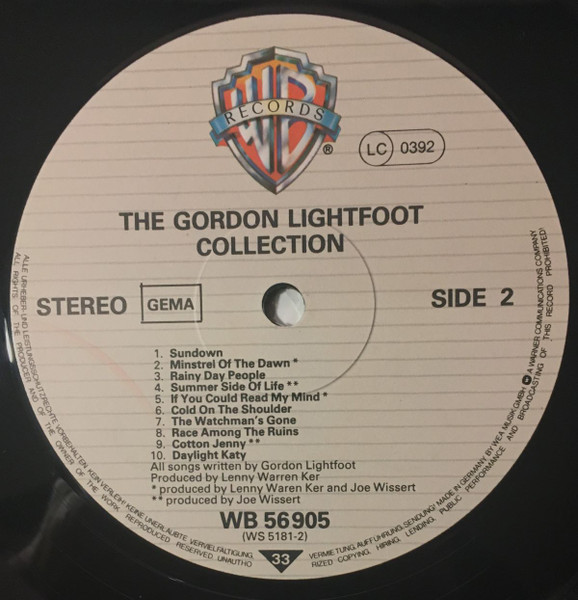 WB
RECORDS
®
LC 0392
THE GORDON LIGHTFOOT
COLLECTION
STEREO GEMA SIDE 2
1. Sundown
2. Minstrel Of The Dawn *
3. Rainy Day People
4. Summer Side Of Life **
5. If You Could Read My Mind *
6. Cold On The Shoulder
7. The Watchman's Gone
8. Race Among The Ruins
9. Cotton Jenny **
10. Daylight Katy
All songs written by Gordon Lightfoot
Produced by Lenny Warren Ker
* produced by Lenny Waren Ker and Joe Wissert
** produced by Joe Wissert
WB 56905
(WS 5181-2)
33
ALLE URHEBER- UND LEISTUNGSSCHUTZRECHTE VORBEHALTEN. KEIN VERLEIH! KEINE UNERLAUBTE VERVIELFÄLTIGUNG,
VERMIETUNG, AUFFÜHRUNG, SENDUNG! MADE IN GERMANY BY WEA MUSIK GMBH. A WARNER COMMUNICATIONS COMPANY
ALL RIGHTS OF THE PRODUCER AND OF THE OWNER OF THE WORK REPRODUCED RESERVED. UNAUTHO
RIZED COPYING, HIRING, LENDING, PUBLIC PERFORMANCE AND BROADCASTING OF THIS RECORD PROHIBITED!